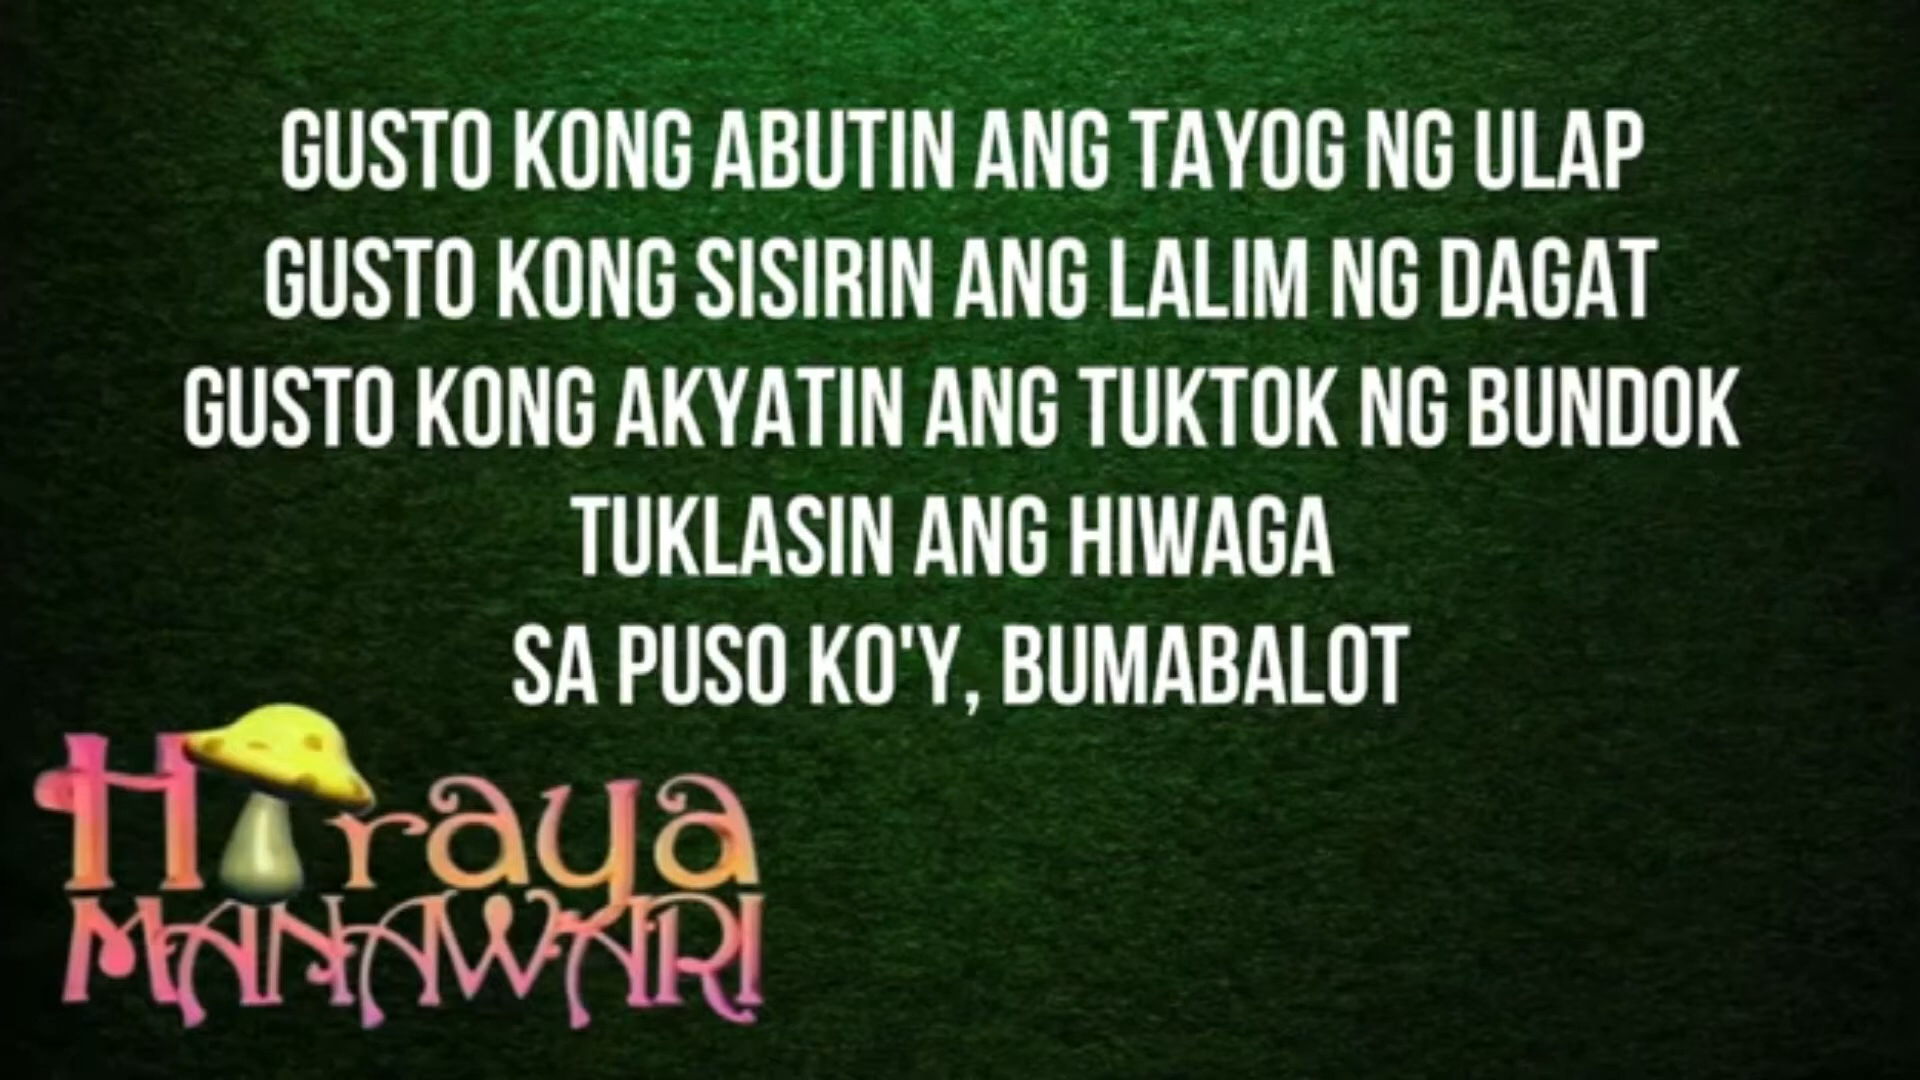 GUSTO KONG ABUTIN ANG TAYOG NG ULAP
GUSTO KONG SISIRIN ANG LALIM NG DAGAT
GUSTO KONG AKYATIN ANG TUKTOK NG BUNDOK
TUKLASIN ANG HIWAGA
SA PUSO KO'Y, BUMABALOT
Hiraya
MANAWARI